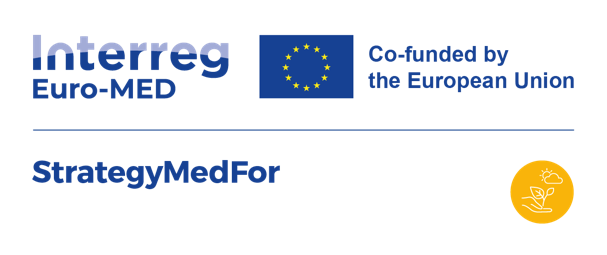 Interreg
Euro-MED
Co-funded by
the European Union
StrategyMedFor